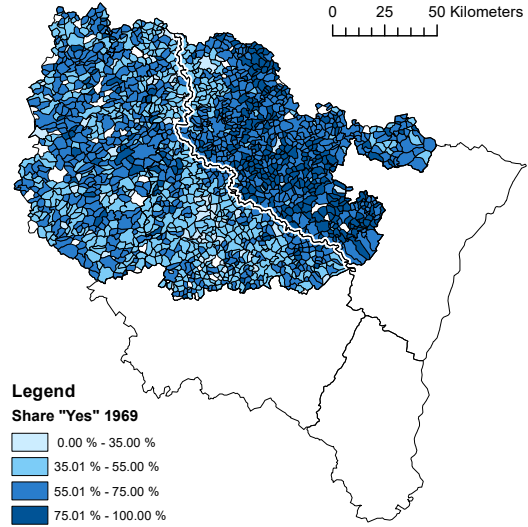 0 25 50 Kilometers
Legend
Share "Yes" 1969
0.00 % - 35.00 %
35.01 % - 55.00 %
55.01 % - 75.00 %
75.01 % - 100.00 %